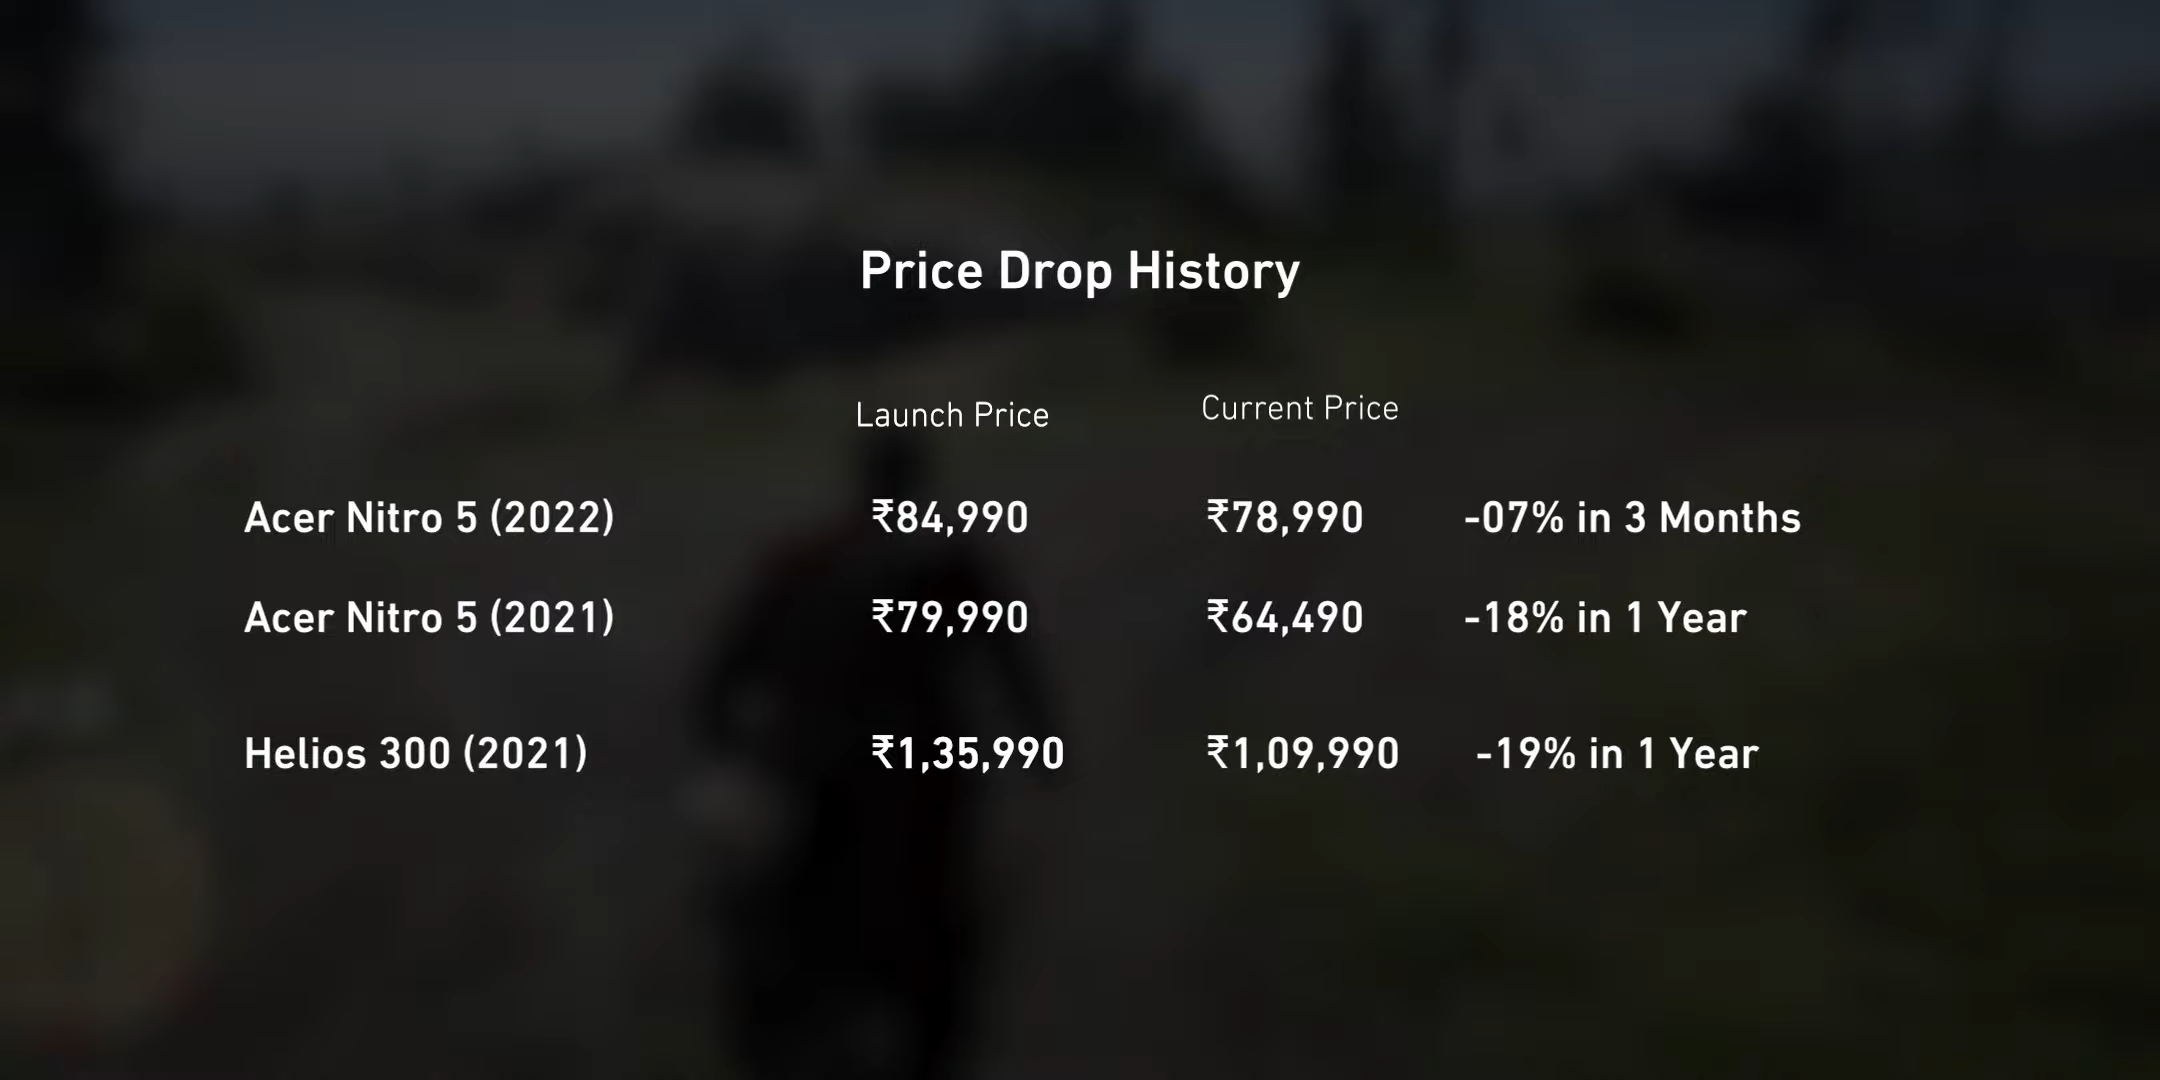 Price Drop History
Launch Price Current Price
Acer Nitro 5 (2022) ₹84,990 ₹78,990 -07% in 3 Months
Acer Nitro 5 (2021) ₹79,990 ₹64,490 -18% in 1 Year
Helios 300 (2021) ₹1,35,990 ₹1,09,990 -19% in 1 Year